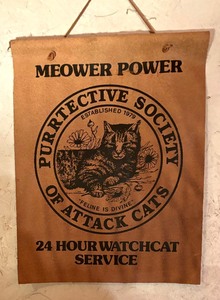 MEOWER POWER
PURRTECTIVE SOCIETY
ESTABLISHED 1979
"FELINE IS DIVINE"
OF ATTACK CATS
24 HOUR WATCHCAT
SERVICE